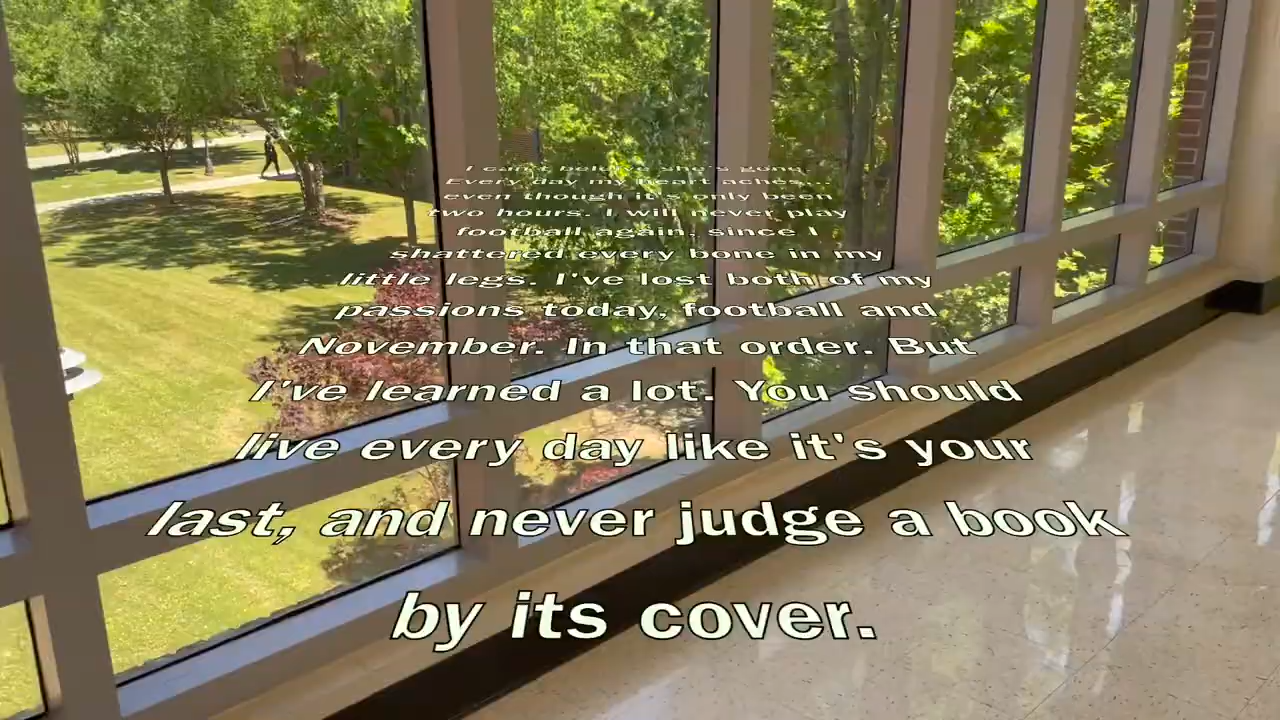 I can't believe she's gone.
Every day my heart aches...
even though it's only been
two hours. I will never play
football again, since I
shattered every bone in my
little legs. I've lost both of my
passions today, football and
November. In that order. But
I've learned a lot. You should
live every day like it's your
last, and never judge a book
by its cover.